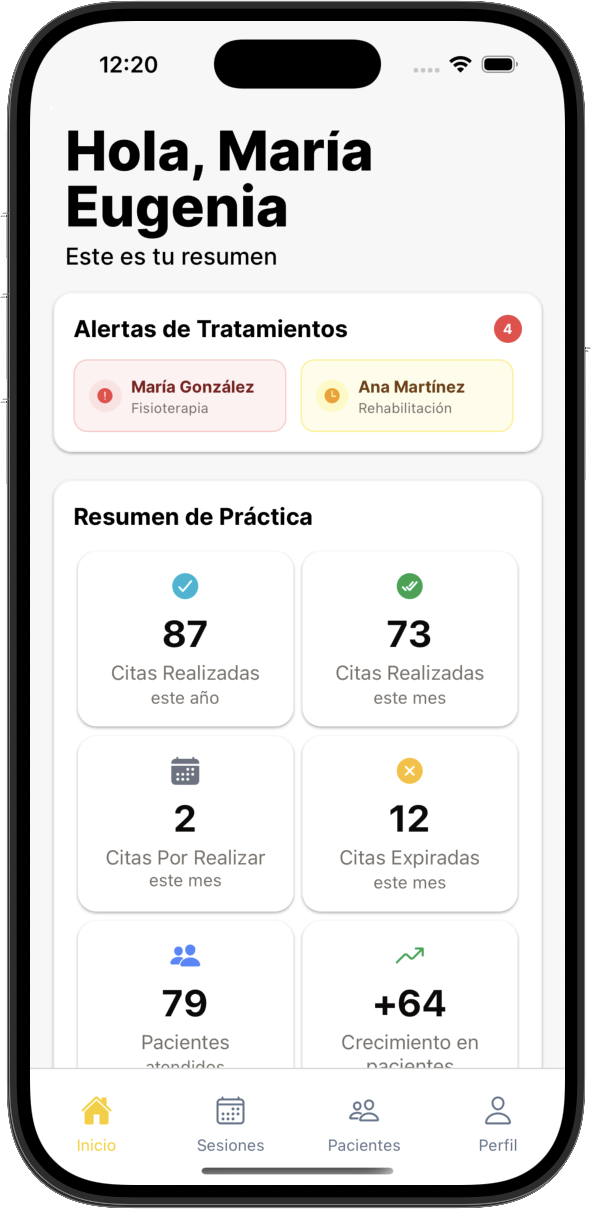 12:20
Hola, María
Eugenia
Este es tu resumen
Alertas de Tratamientos
4
María González
Fisioterapia
Ana Martínez
Rehabilitación
Resumen de Práctica
87
Citas Realizadas
este año
73
Citas Realizadas
este mes
2
Citas Por Realizar
este mes
12
Citas Expiradas
este mes
79
Pacientes
atendidos
+64
Crecimiento en
pacientes
Inicio
Sesiones
Pacientes
Perfil